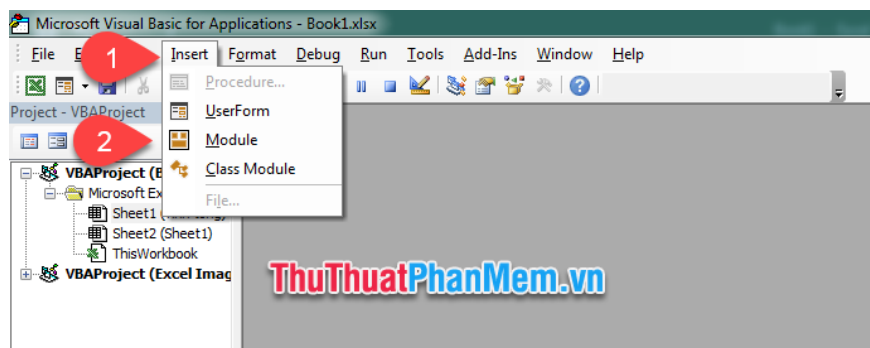 Microsoft Visual Basic for Applications - Book1.xlsx
File E Insert Format Debug Run Tools Add-Ins Window Help
1
Procedure...
Project - VBAProject
UserForm
2
Module
Class Module
VBAProject (B
Microsoft Ex
File...
Sheet1
Sheet2 (Sheet1)
ThisWorkbook
VBAProject (Excel Imag
ThuThuatPhanMem.vn